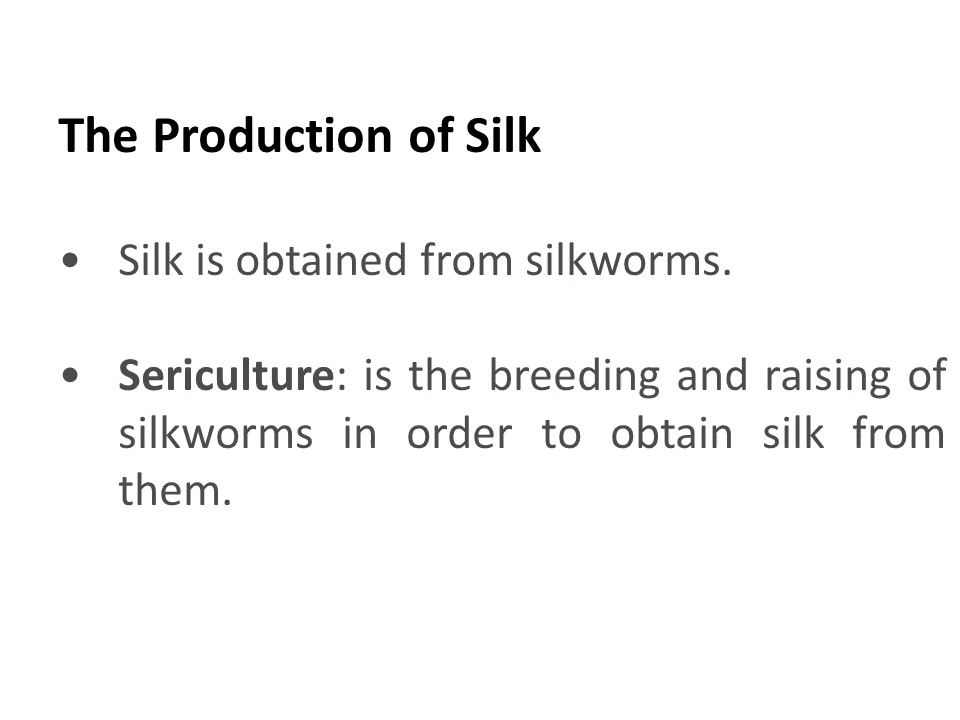 The Production of Silk
• Silk is obtained from silkworms.
• Sericulture: is the breeding and raising of
silkworms in order to obtain silk from
them.